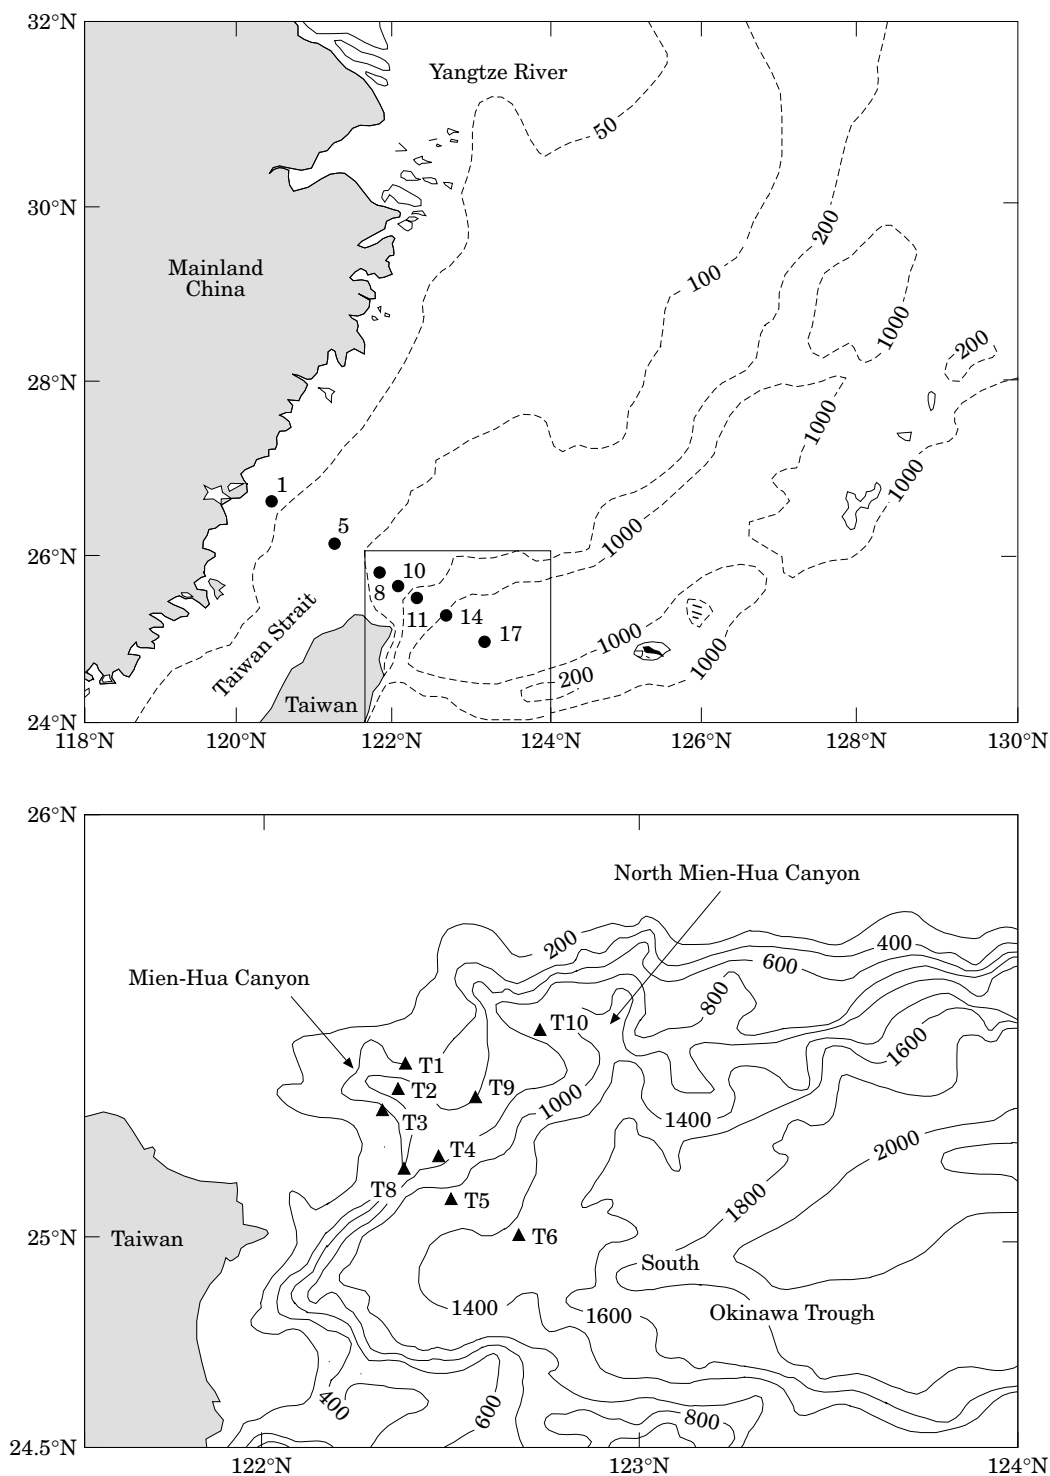 32°N
Yangtze River
50
30°N
200
Mainland
China
100
1000
200
28°N
1000
1000
1
5
26°N
1000
10
8
11
14
17
Taiwan Strait
1000
1000
200
Taiwan
24°N
118°N
120°N
122°N
124°N
126°N
128°N
130°N
26°N
North Mien-Hua Canyon
200
400
600
Mien-Hua Canyon
800
T10
1600
T1
T2
T9
1000
T3
1400
T4
2000
T8
T5
1800
25°N
Taiwan
T6
South
1400
1600
Okinawa Trough
400
600
800
24.5°N
122°N
123°N
124°N